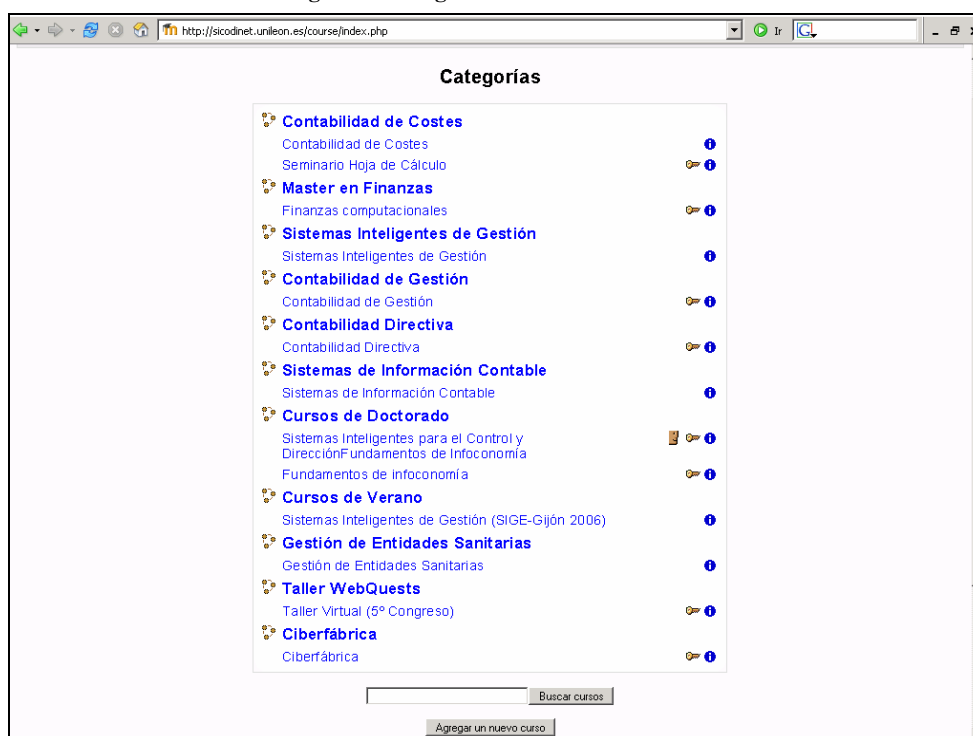 http://sicodinet.unileon.es/course/index.php
Ir
Categorías
Contabilidad de Costes
Contabilidad de Costes
Seminario Hoja de Cálculo
Master en Finanzas
Finanzas computacionales
Sistemas Inteligentes de Gestión
Sistemas Inteligentes de Gestión
Contabilidad de Gestión
Contabilidad de Gestión
Contabilidad Directiva
Contabilidad Directiva
Sistemas de Información Contable
Sistemas de Información Contable
Cursos de Doctorado
Sistemas Inteligentes para el Control y
DirecciónFundamentos de Infoconomía
Fundamentos de infoconomía
Cursos de Verano
Sistemas Inteligentes de Gestión (SIGE-Gijón 2006)
Gestión de Entidades Sanitarias
Gestión de Entidades Sanitarias
Taller WebQuests
Taller Virtual (5º Congreso)
Ciberfábrica
Ciberfábrica
Buscar cursos
Agregar un nuevo curso